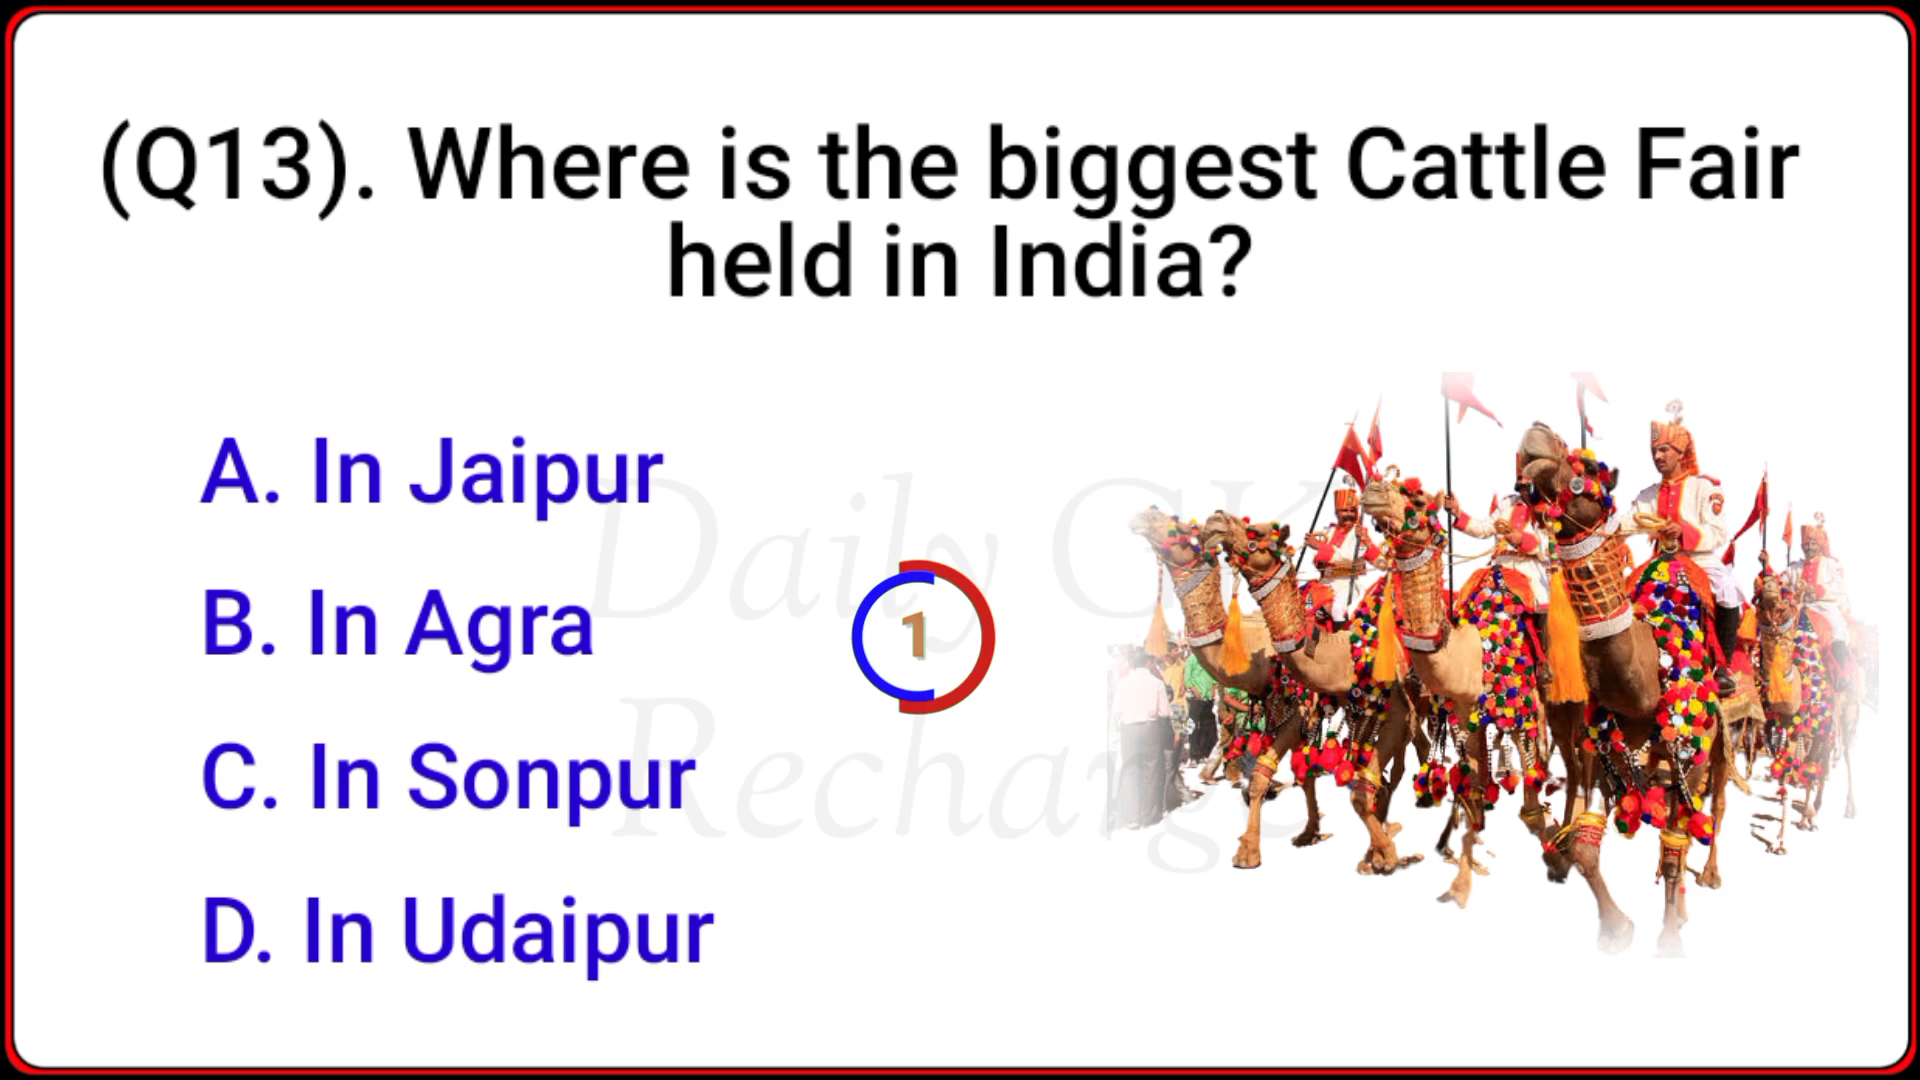 (Q13). Where is the biggest Cattle Fair
held in India?
A. In Jaipur
B. In Agra
C. In Sonpur
D. In Udaipur
1
Daily GK
Recharge